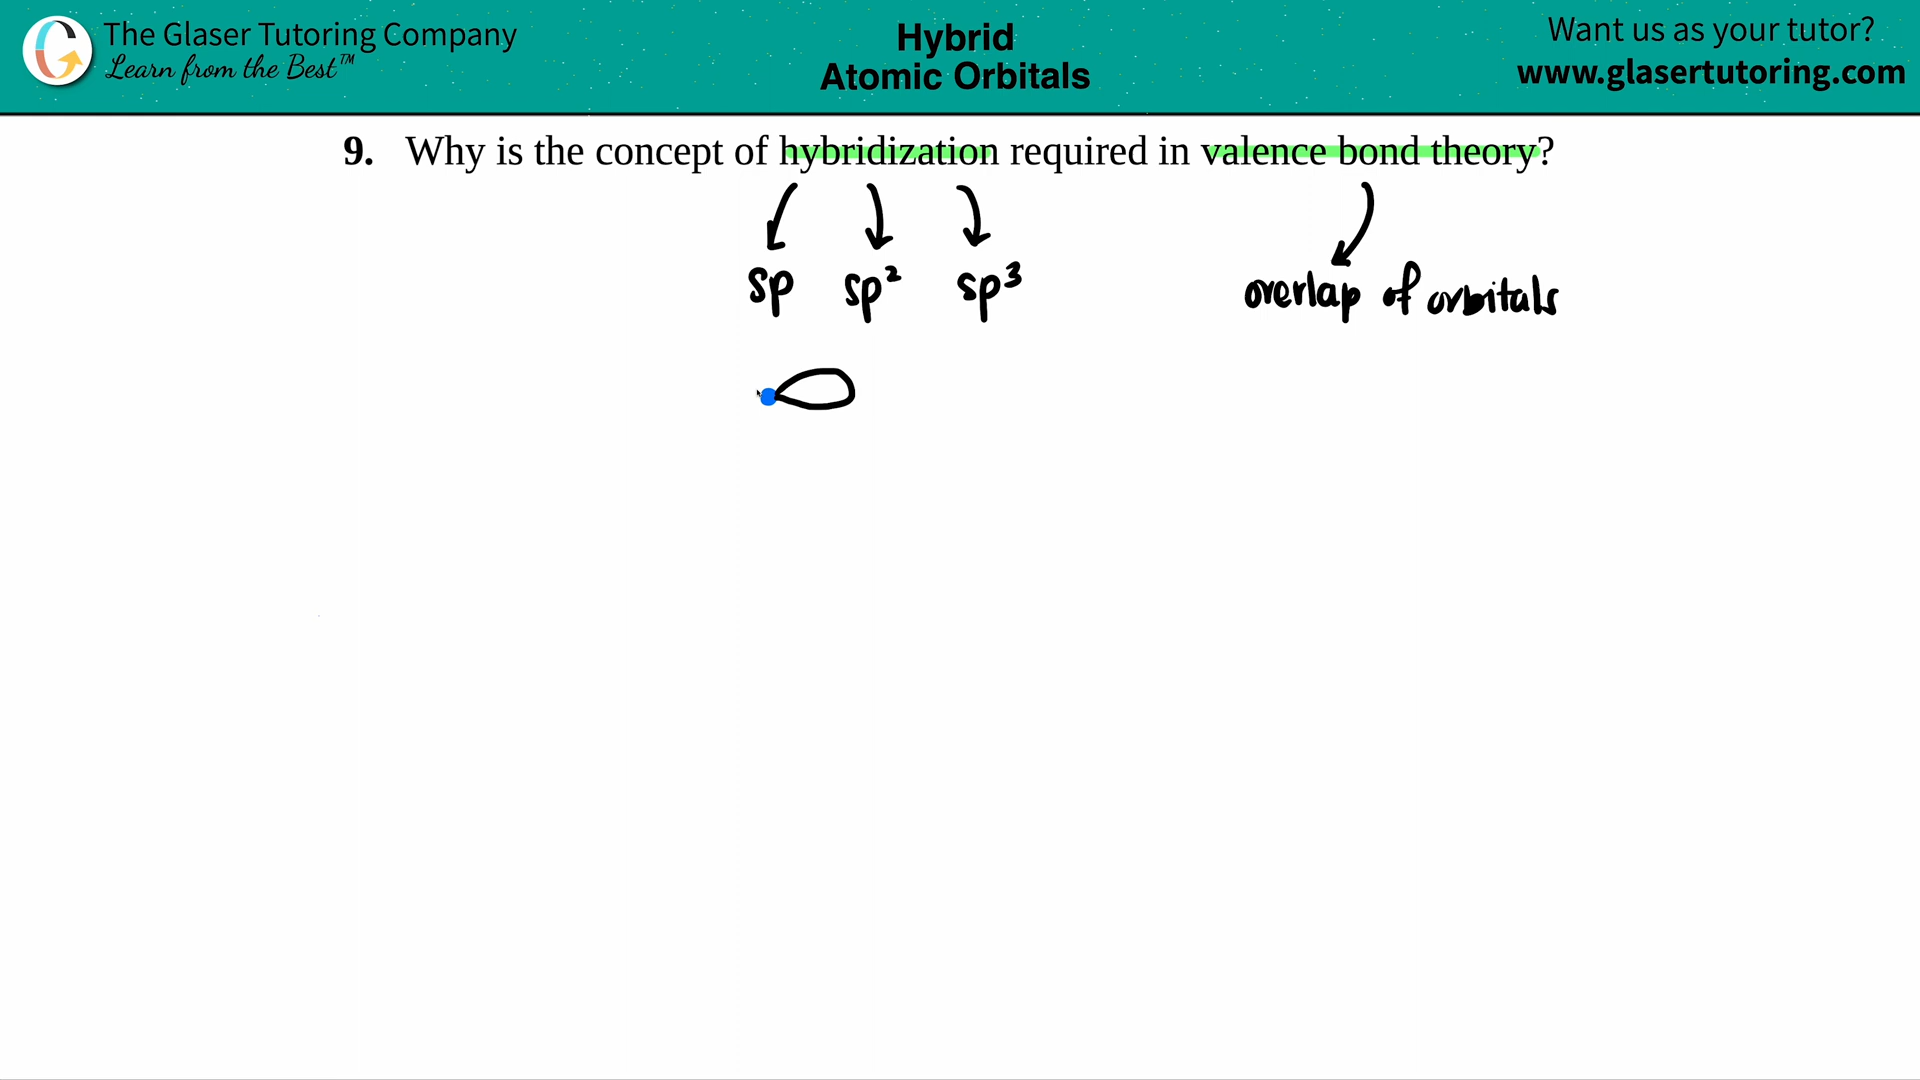 The Glaser Tutoring Company
Learn from the Best™
Hybrid
Atomic Orbitals
Want us as your tutor?
www.glasertutoring.com
9. Why is the concept of hybridization required in valence bond theory?
sp sp² sp³
overlap of orbitals